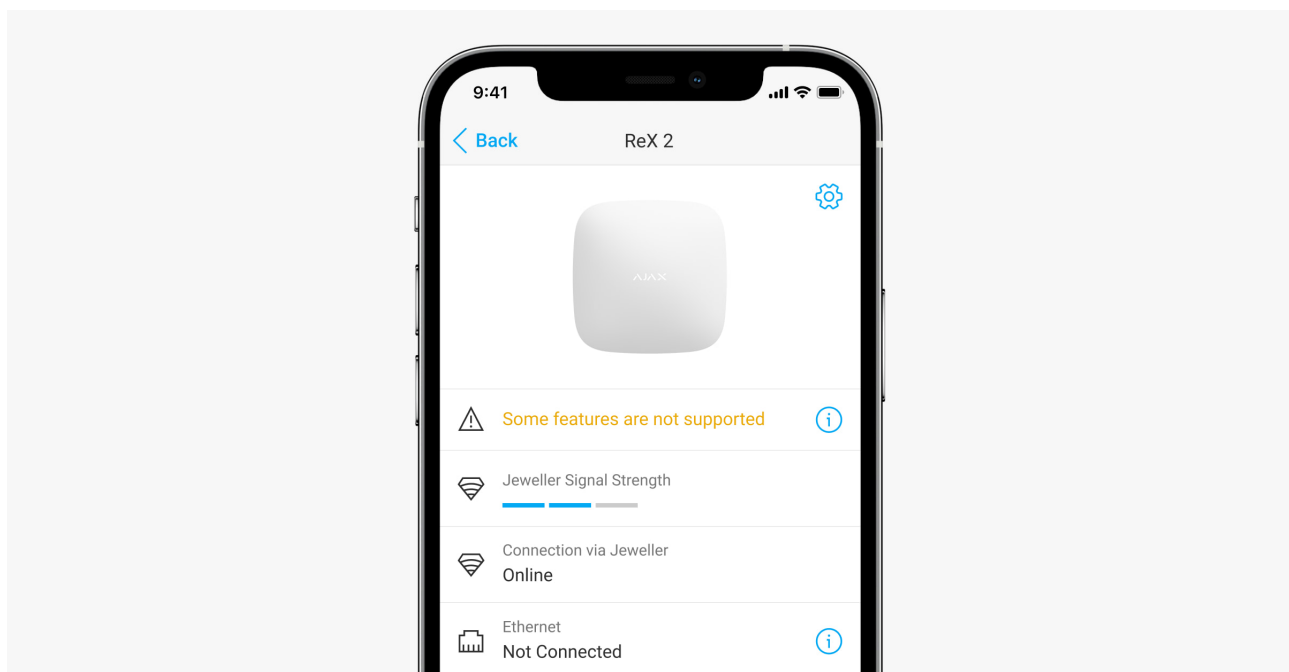 9:41
Back
ReX 2
AJAX
Some features are not supported
Jeweller Signal Strength
Connection via Jeweller
Online
Ethernet
Not Connected